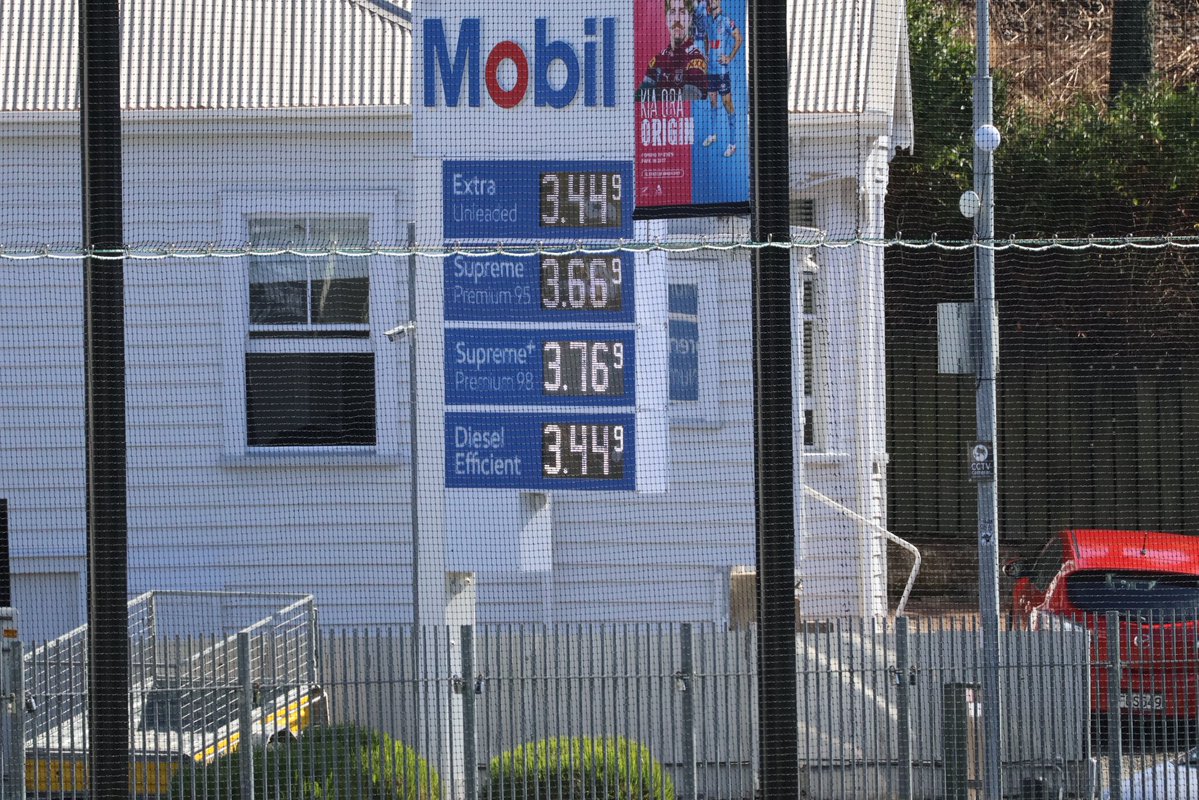 Mobil
KIA ORA
ORIGIN
Extra
Unleaded
3.44⁹
Supreme
Premium 95
3.66⁹
Supreme⁺
Premium 98
3.76⁹
Diesel
Efficient
3.44⁹
CCTV